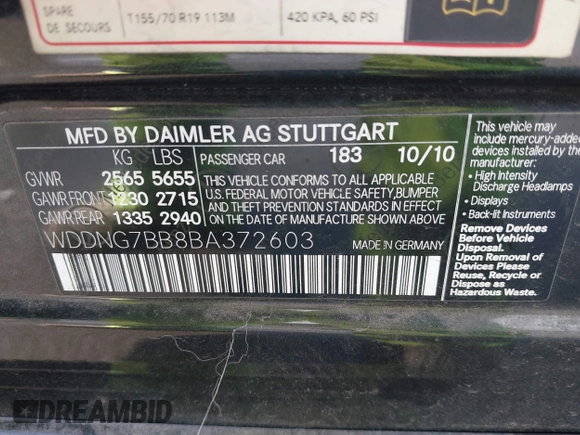 SPARE T155/70 R19 113M 420 KPA, 60 PSI
DE SECOURS
MFD BY DAIMLER AG STUTTGART
KG LBS PASSENGER CAR 183 10/10
GVWR 2565 5655
GAWR FRONT 1230 2715
GAWR REAR 1335 2940
THIS VEHICLE CONFORMS TO ALL APPLICABLE
U.S. FEDERAL MOTOR VEHICLE SAFETY, BUMPER
AND THEFT PREVENTION STANDARDS IN EFFECT
ON THE DATE OF MANUFACTURE SHOWN ABOVE
WDDNG7BB8BA372603
This vehicle may
include mercury-added
devices installed by the
manufacturer:
• High Intensity
Discharge Headlamps
• Displays
• Back-lit Instruments
Remove Devices
Before Vehicle
Disposal.
Upon Removal of
Devices Please
Reuse, Recycle or
Dispose as
Hazardous Waste.
DREAMBID